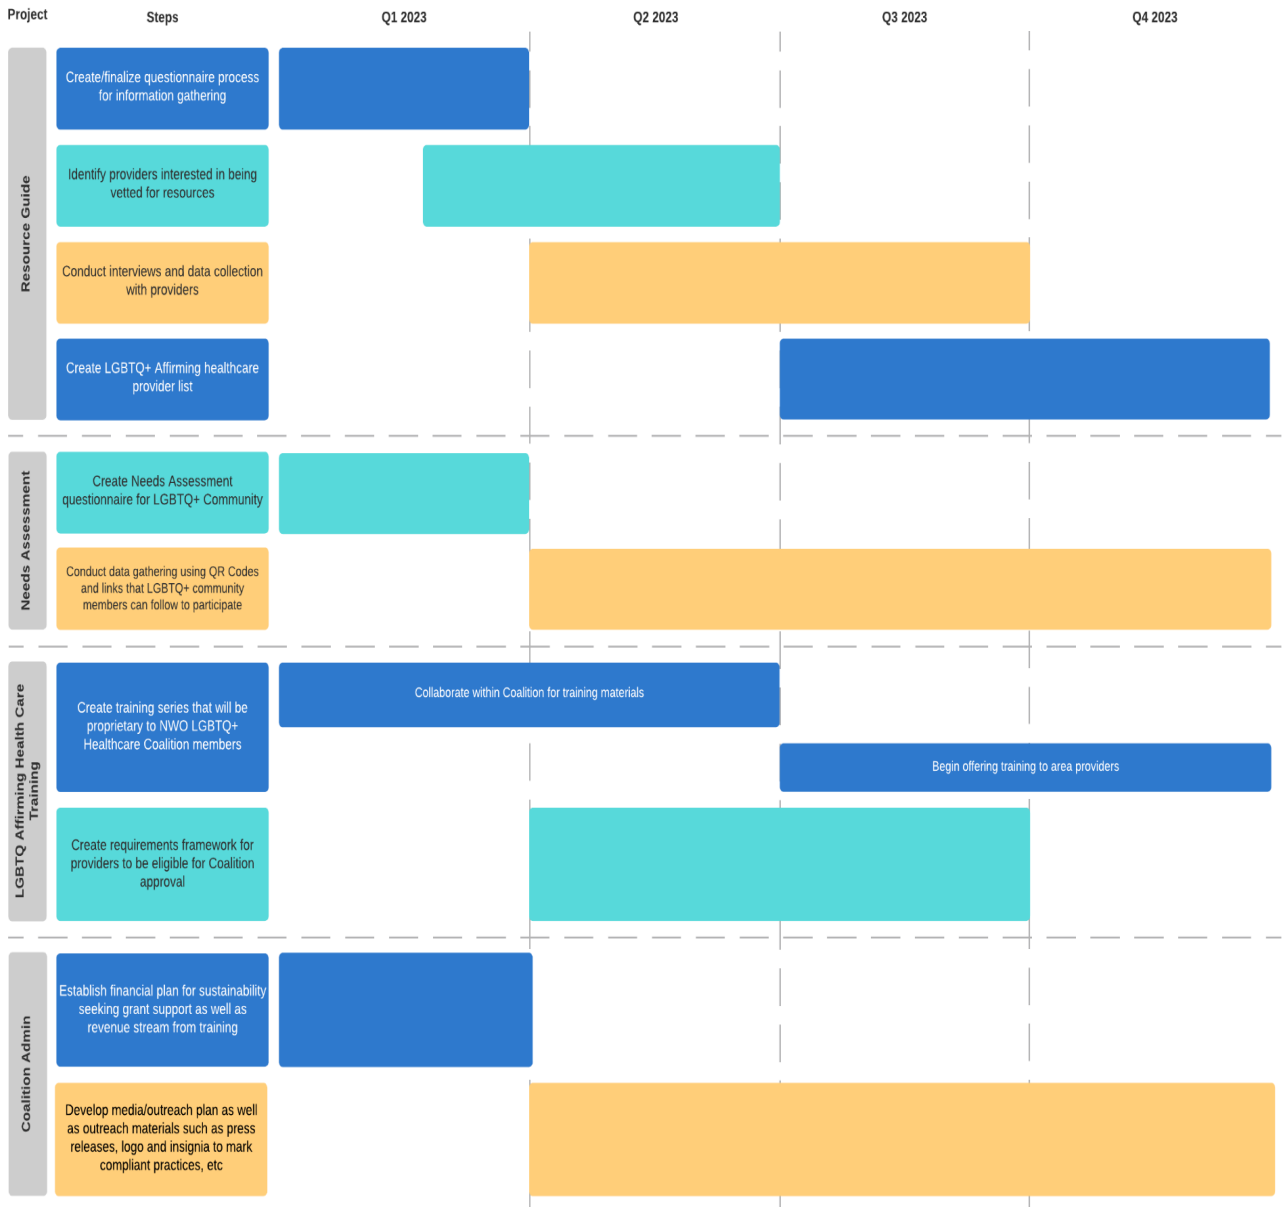 Project
Steps
Q1 2023
Q2 2023
Q3 2023
Q4 2023
Resource Guide
Create/finalize questionnaire process
for information gathering
Identify providers interested in being
vetted for resources
Conduct interviews and data collection
with providers
Create LGBTQ+ Affirming healthcare
provider list
Needs Assessment
Create Needs Assessment
questionnaire for LGBTQ+ Community
Conduct data gathering using QR Codes
and links that LGBTQ+ community
members can follow to participate
LGBTQ Affirming Health Care
Training
Create training series that will be
proprietary to NWO LGBTQ+
Healthcare Coalition members
Collaborate within Coalition for training materials
Begin offering training to area providers
Create requirements framework for
providers to be eligible for Coalition
approval
Coalition Admin
Establish financial plan for sustainability
seeking grant support as well as
revenue stream from training
Develop media/outreach plan as well
as outreach materials such as press
releases, logo and insignia to mark
compliant practices, etc